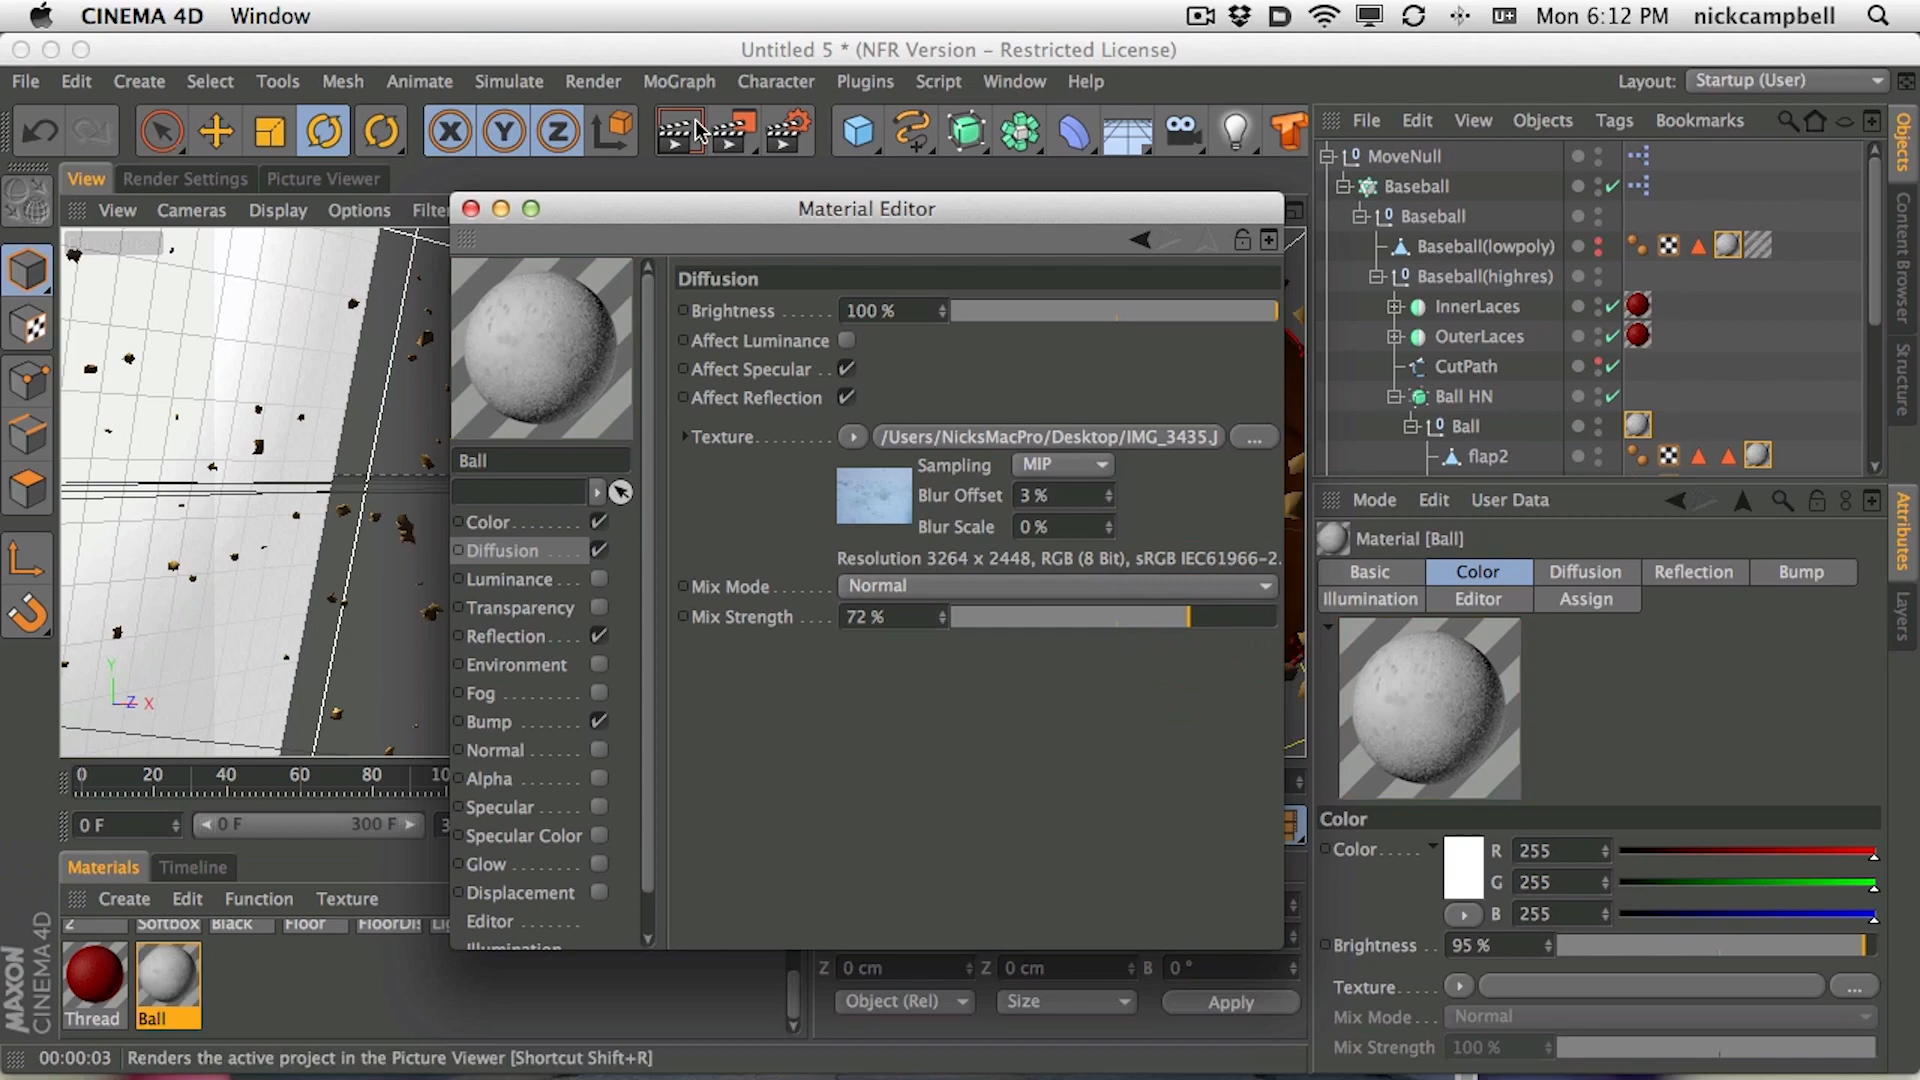 CINEMA 4D Window
Mon 6:12 PM nickcampbell
Untitled 5 * (NFR Version – Restricted License)
File Edit Create Select Tools Mesh Animate Simulate Render MoGraph Character Plugins Script Window Help
Layout: Startup (User)
X Y Z
File Edit View Objects Tags Bookmarks
View Render Settings Picture Viewer
View Cameras Display Options
Material Editor
MoveNull
Baseball
Baseball
Baseball(lowpoly)
Baseball(highres)
InnerLaces
OuterLaces
CutPath
Ball HN
Ball
flap2
Objects
Content Browser
Structure
Attributes
Layers
Diffusion
Brightness 100 %
Affect Luminance
Affect Specular
Affect Reflection
Texture /Users/NicksMacPro/Desktop/IMG_3435.J ...
Sampling MIP
Blur Offset 3 %
Blur Scale 0 %
Resolution 3264 x 2448, RGB (8 Bit), sRGB IEC61966-2.
Mix Mode Normal
Mix Strength 72 %
Ball
Color
Diffusion
Luminance
Transparency
Reflection
Environment
Fog
Bump
Normal
Alpha
Specular
Specular Color
Glow
Displacement
Editor
Illumination
Mode Edit User Data
Material [Ball]
Basic Color Diffusion Reflection Bump
Illumination Editor Assign
Color
Color R 255
G 255
B 255
Brightness 95 %
Texture ...
Mix Mode Normal
Mix Strength 100 %
Y
Z X
0 20 40 60 80
0 F 0 F 300 F
Materials Timeline
Create Edit Function Texture
2 Softbox Black Floor
Thread Ball
Z 0 cm Z 0 cm B 0 °
Object (Rel) Size Apply
MAXON
CINEMA 4D
00:00:03 Renders the active project in the Picture Viewer [Shortcut Shift+R]